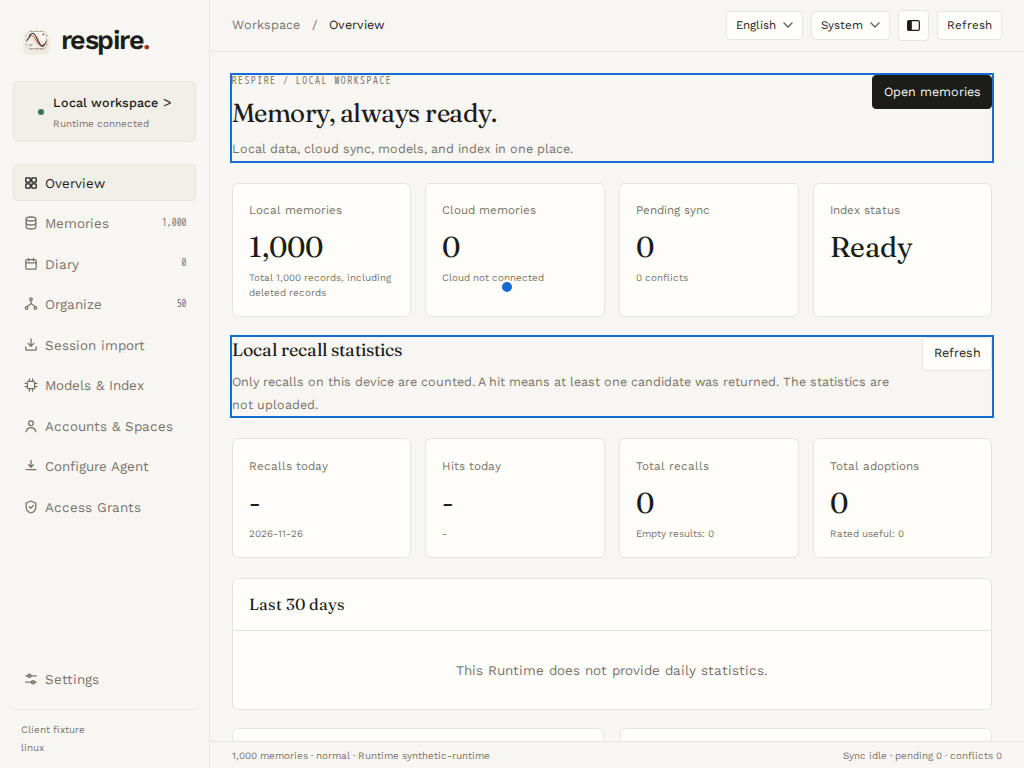 respire.
Local workspace >
Runtime connected
Overview
Memories 1,000
Diary 0
Organize 50
Session import
Models & Index
Accounts & Spaces
Configure Agent
Access Grants
Settings
Client fixture
linux
Workspace / Overview
English
System
Refresh
RESPIRE / LOCAL WORKSPACE
Memory, always ready.
Local data, cloud sync, models, and index in one place.
Open memories
Local memories
1,000
Total 1,000 records, including
deleted records
Cloud memories
0
Cloud not connected
Pending sync
0
0 conflicts
Index status
Ready
Local recall statistics
Only recalls on this device are counted. A hit means at least one candidate was returned. The statistics are
not uploaded.
Refresh
Recalls today
-
2026-11-26
Hits today
-
-
Total recalls
0
Empty results: 0
Total adoptions
0
Rated useful: 0
Last 30 days
This Runtime does not provide daily statistics.
1,000 memories · normal · Runtime synthetic-runtime
Sync idle · pending 0 · conflicts 0